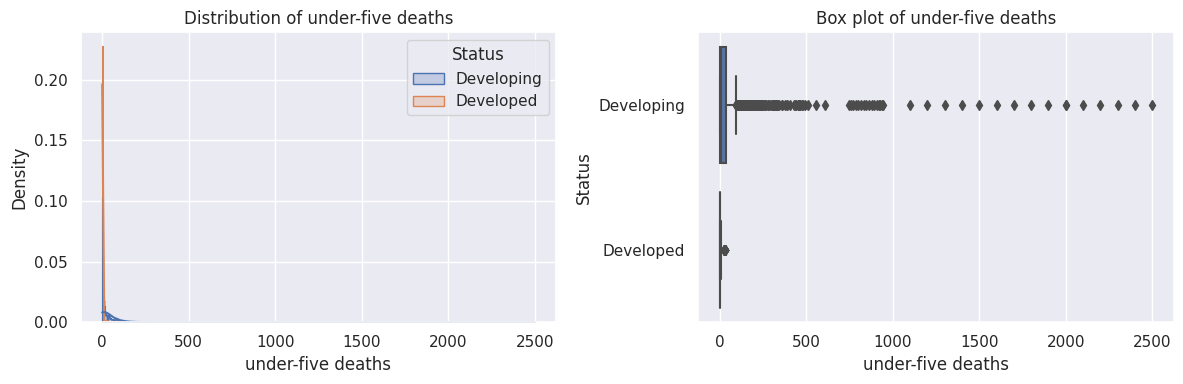 Distribution of under-five deaths
Density
0.20
0.15
0.10
0.05
0.00
0
500
1000
1500
2000
2500
under-five deaths
Status
Developing
Developed
Box plot of under-five deaths
Status
Developing
Developed
0
500
1000
1500
2000
2500
under-five deaths